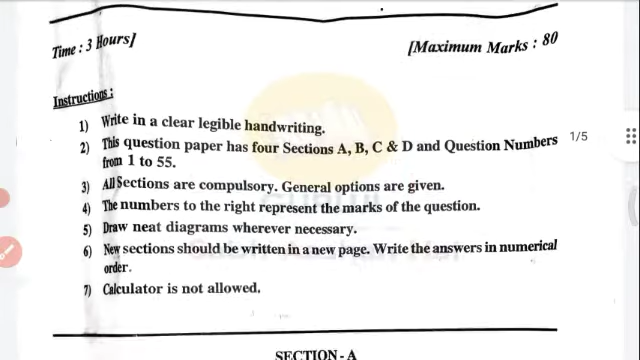 Time : 3 Hours]
[Maximum Marks : 80
Instructions :
1) Write in a clear legible handwriting.
2) This question paper has four Sections A, B, C & D and Question Numbers
from 1 to 55.
3) All Sections are compulsory. General options are given.
4) The numbers to the right represent the marks of the question.
5) Draw neat diagrams wherever necessary.
6) New sections should be written in a new page. Write the answers in numerical
order.
7) Calculator is not allowed.
SECTION - A
1/5